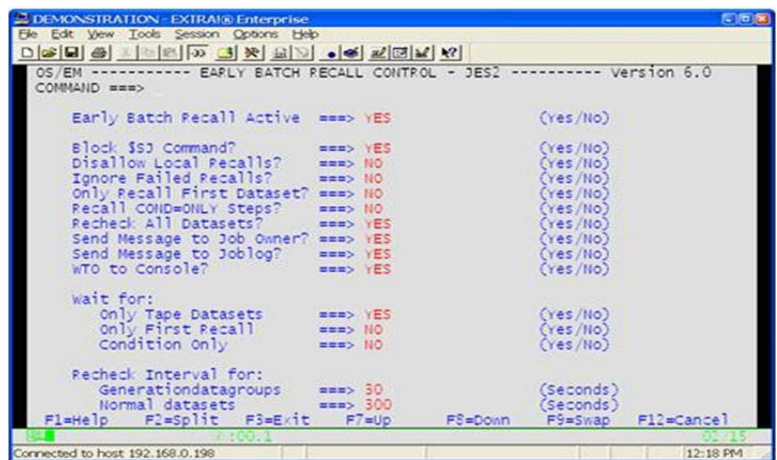 DEMONSTRATION - EXTRA!® Enterprise
File Edit View Tools Session Options Help
OS/EM ----------- EARLY BATCH RECALL CONTROL - JES2 ---------- Version 6.0
COMMAND ===>
Early Batch Recall Active ===> YES (Yes/No)
Block $SJ Command? ===> YES (Yes/No)
Disallow Local Recalls? ===> NO (Yes/No)
Ignore Failed Recalls? ===> NO (Yes/No)
Only Recall First Dataset? ===> NO (Yes/No)
Recall COND=ONLY Steps? ===> NO (Yes/No)
Recheck All Datasets? ===> YES (Yes/No)
Send Message to Job Owner? ===> YES (Yes/No)
Send Message to Joblog? ===> YES (Yes/No)
WTO to Console? ===> YES (Yes/No)
Wait for:
Only Tape Datasets ===> YES (Yes/No)
Only First Recall ===> NO (Yes/No)
Condition Only ===> NO (Yes/No)
Recheck Interval for:
Generationdatagroups ===> 30 (Seconds)
Normal datasets ===> 300 (Seconds)
F1=Help F2=Split F3=Exit F7=Up F8=Down F9=Swap F12=Cancel
:00.1 02/15
Connected to host 192.168.0.198 12:18 PM